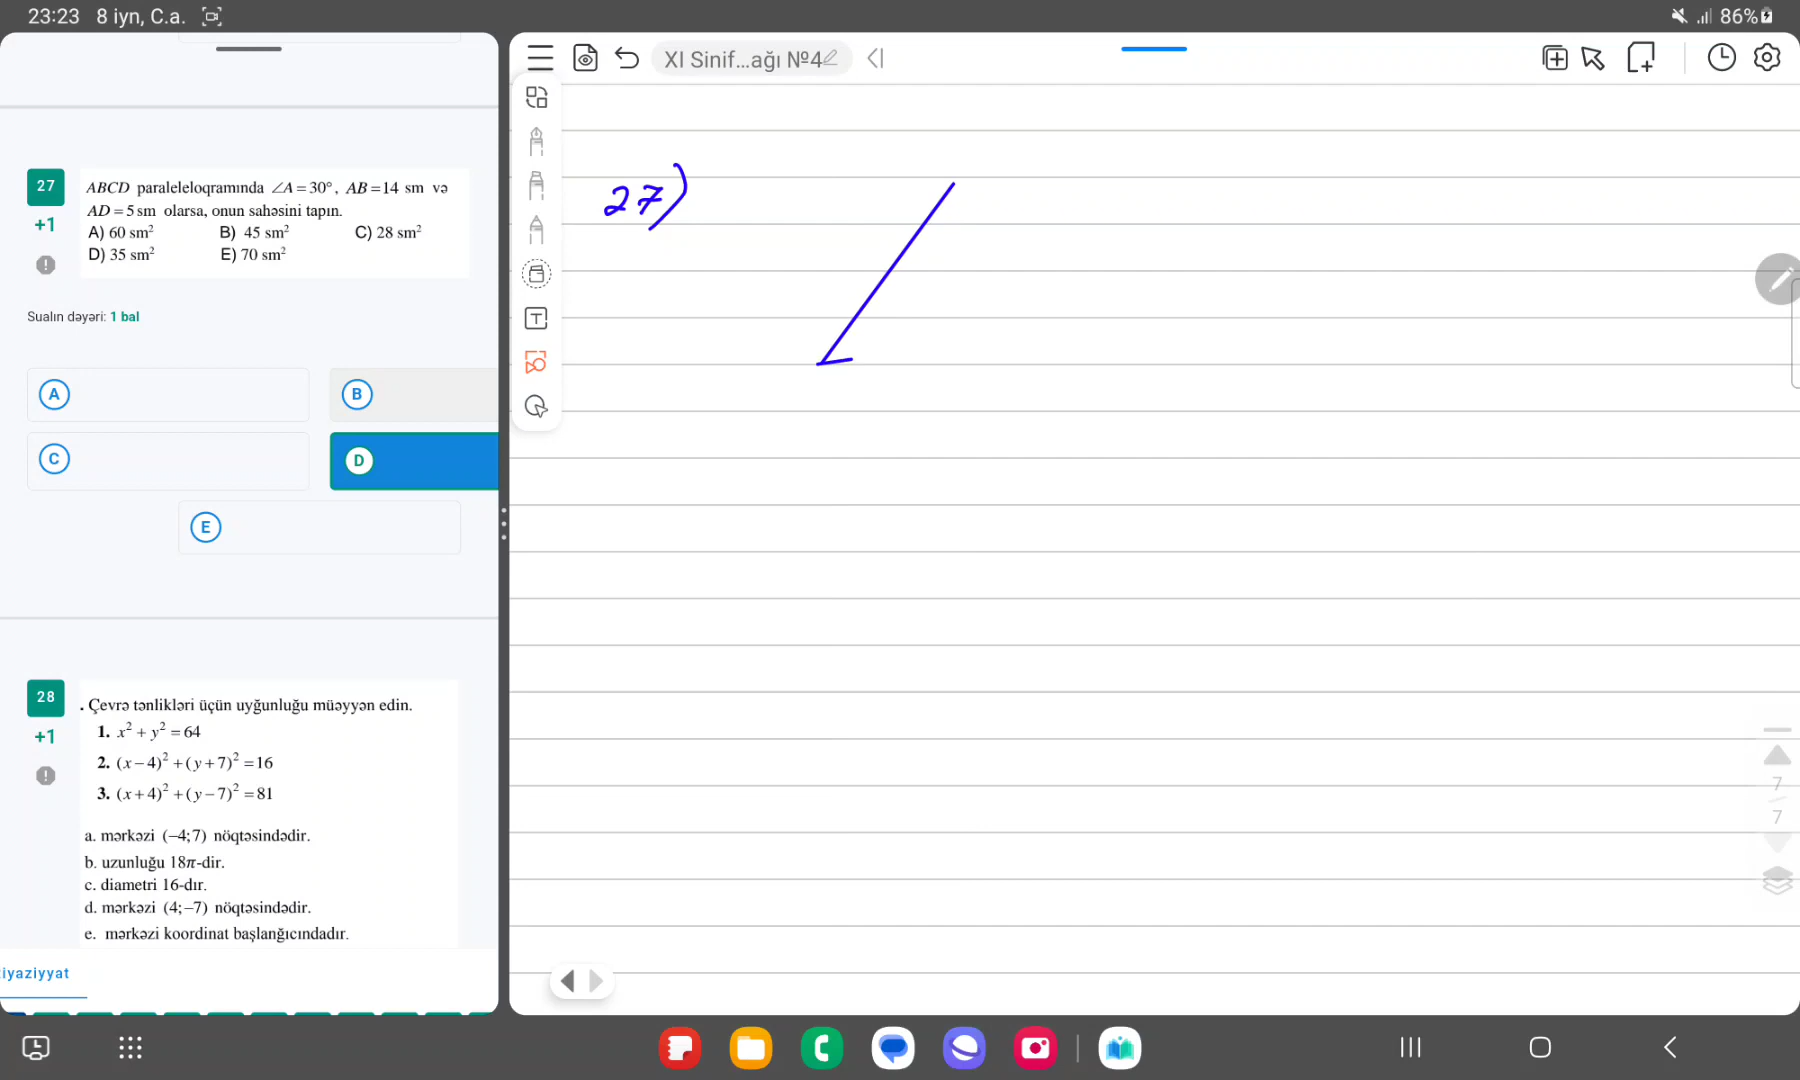 23:23 8 iyn, C.a.
86%
27
+1
ABCD paraleleloqramında ∠A = 30°, AB = 14 sm və
AD = 5 sm olarsa, onun sahəsini tapın.
A) 60 sm² B) 45 sm² C) 28 sm²
D) 35 sm² E) 70 sm²
Sualın dəyəri: 1 bal
A
B
C
D
E
28
+1
. Çevrə tənlikləri üçün uyğunluğu müəyyən edin.
1. x² + y² = 64
2. (x − 4)² + (y + 7)² = 16
3. (x + 4)² + (y − 7)² = 81
a. mərkəzi (−4; 7) nöqtəsindədir.
b. uzunluğu 18π-dir.
c. diametri 16-dır.
d. mərkəzi (4; −7) nöqtəsindədir.
e. mərkəzi koordinat başlanğıcındadır.
iyaziyyat
XI Sinif...ağı №4
27)
7
7